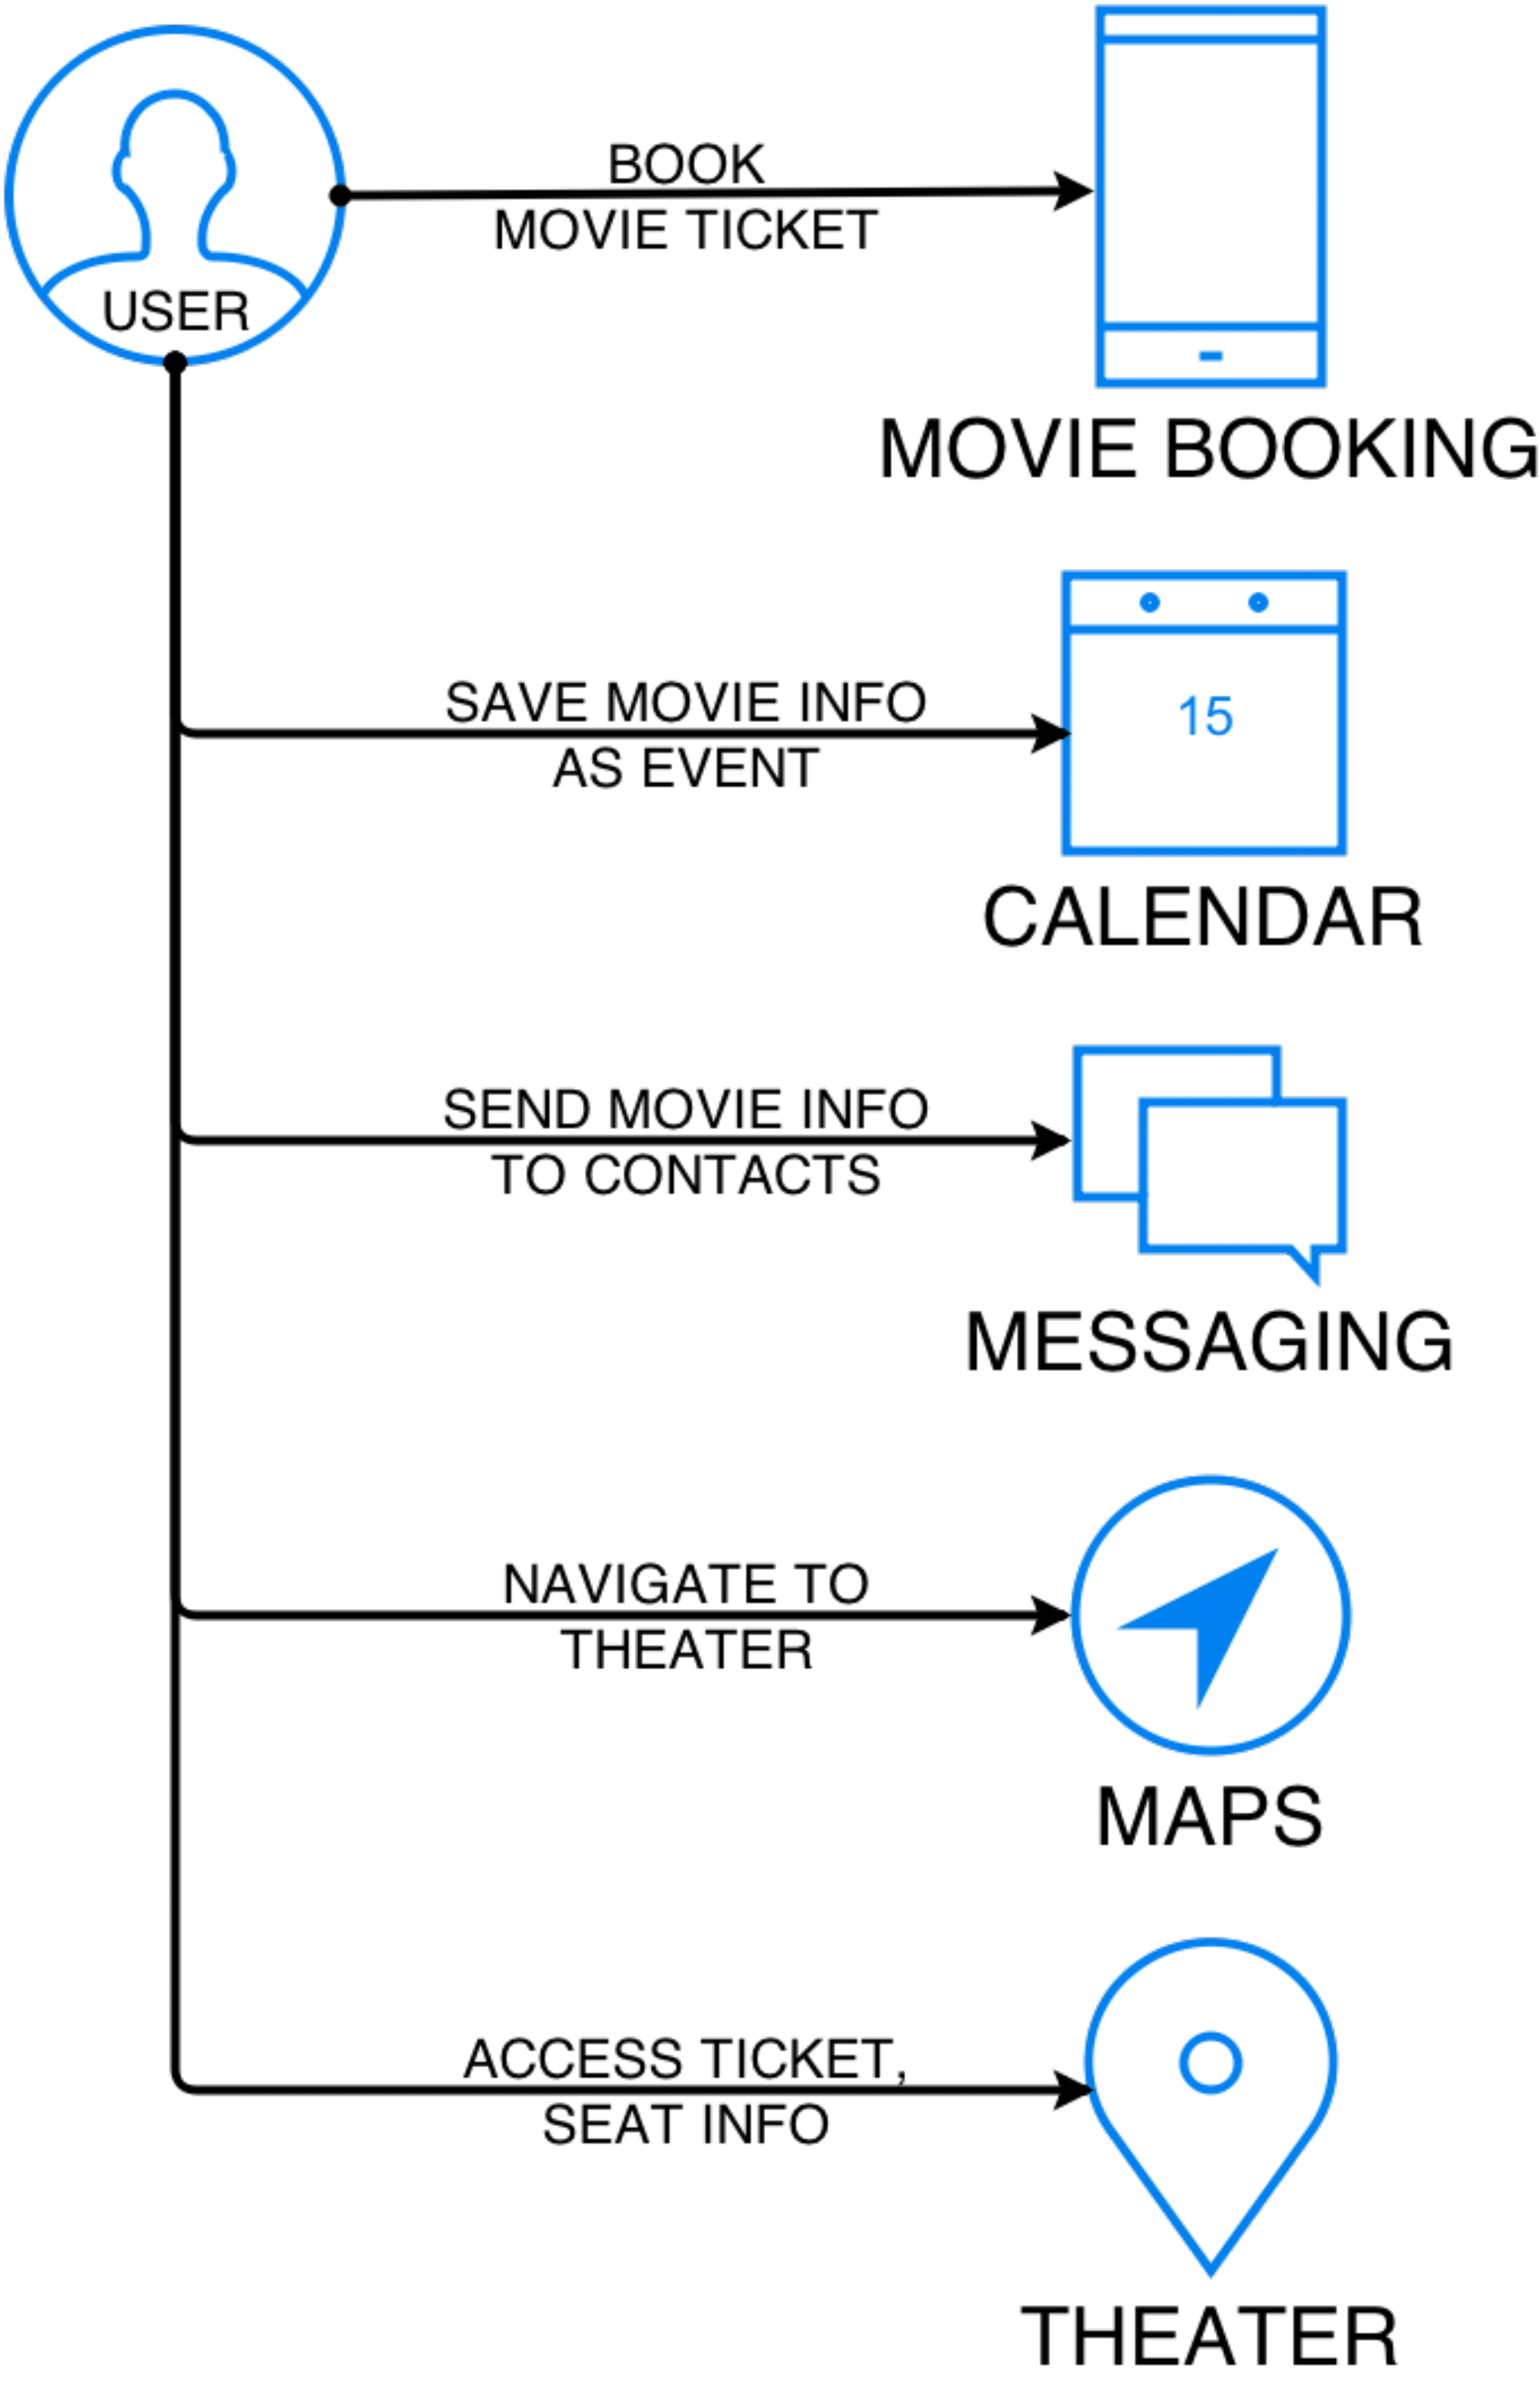 USER
BOOK
MOVIE TICKET
MOVIE BOOKING
SAVE MOVIE INFO
AS EVENT
15
CALENDAR
SEND MOVIE INFO
TO CONTACTS
MESSAGING
NAVIGATE TO
THEATER
MAPS
ACCESS TICKET,
SEAT INFO
THEATER